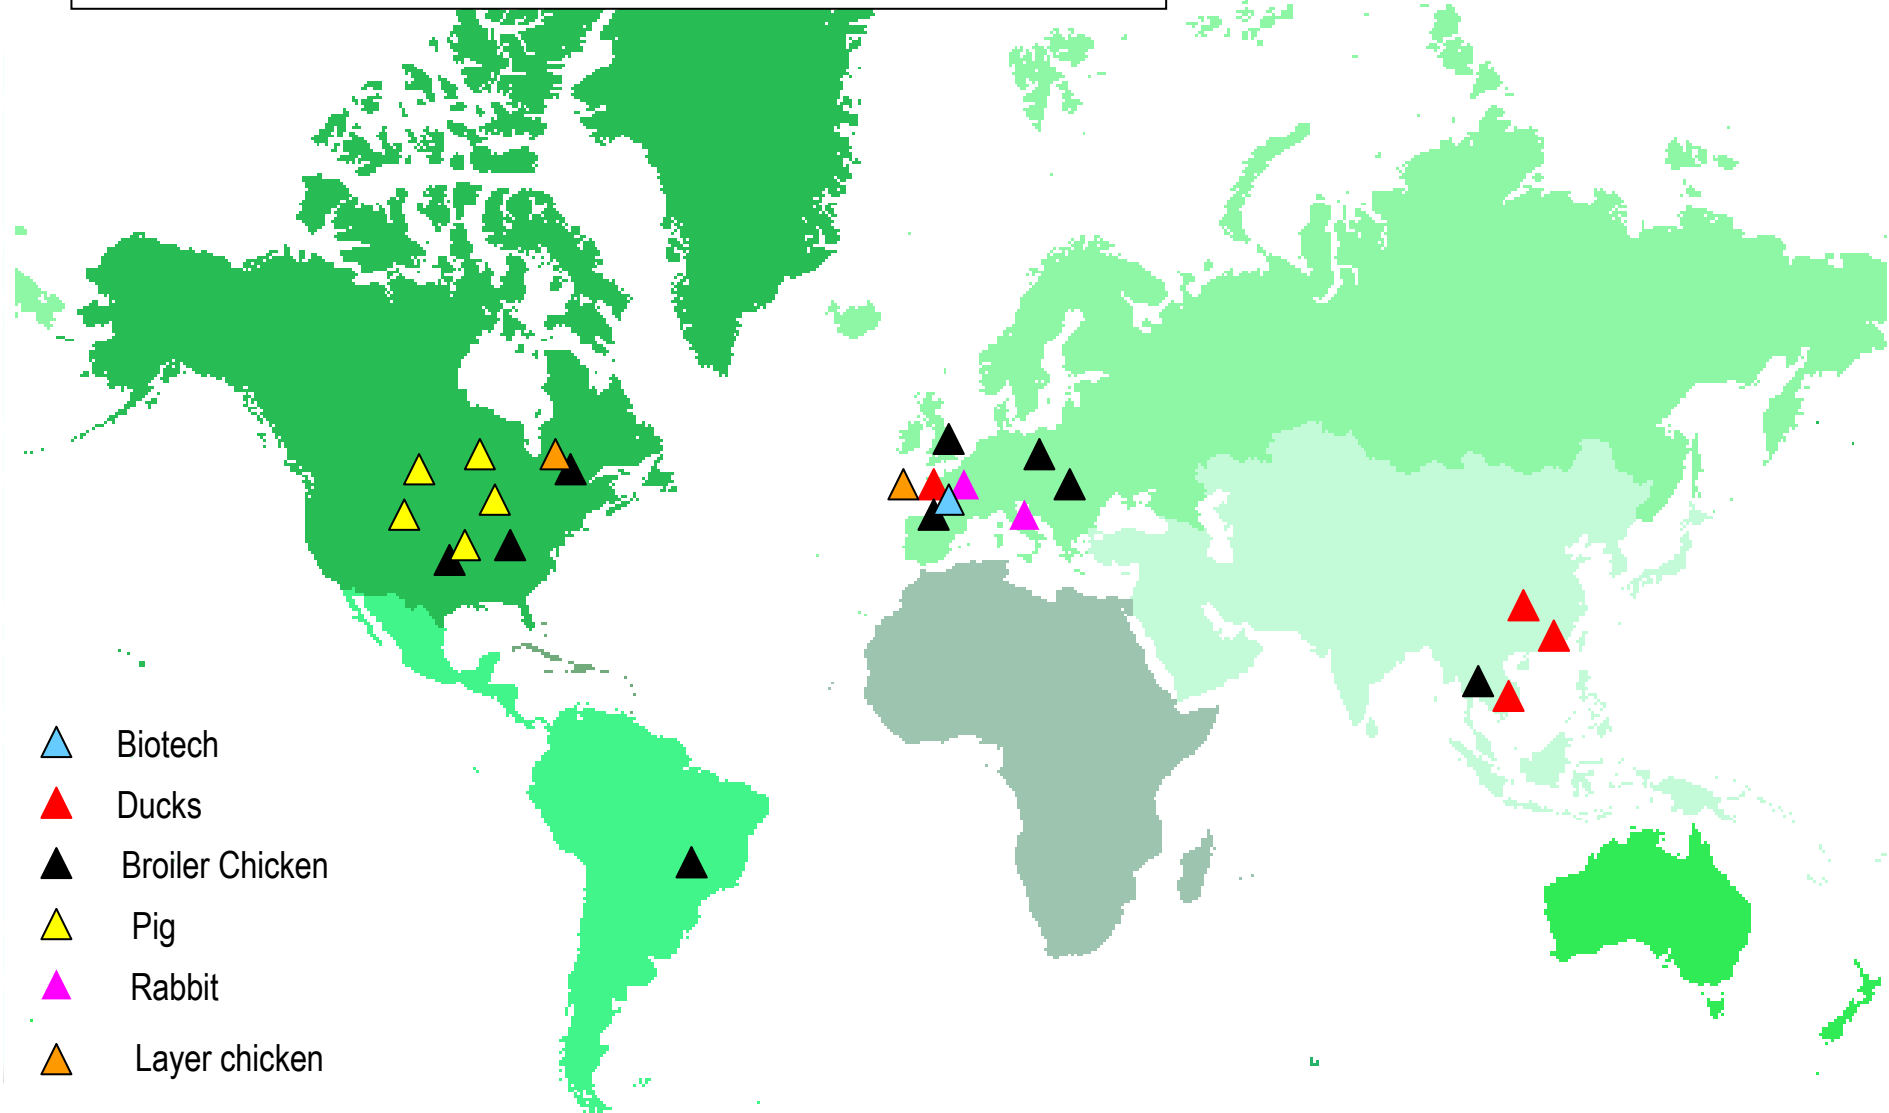 Biotech
Ducks
Broiler Chicken
Pig
Rabbit
Layer chicken